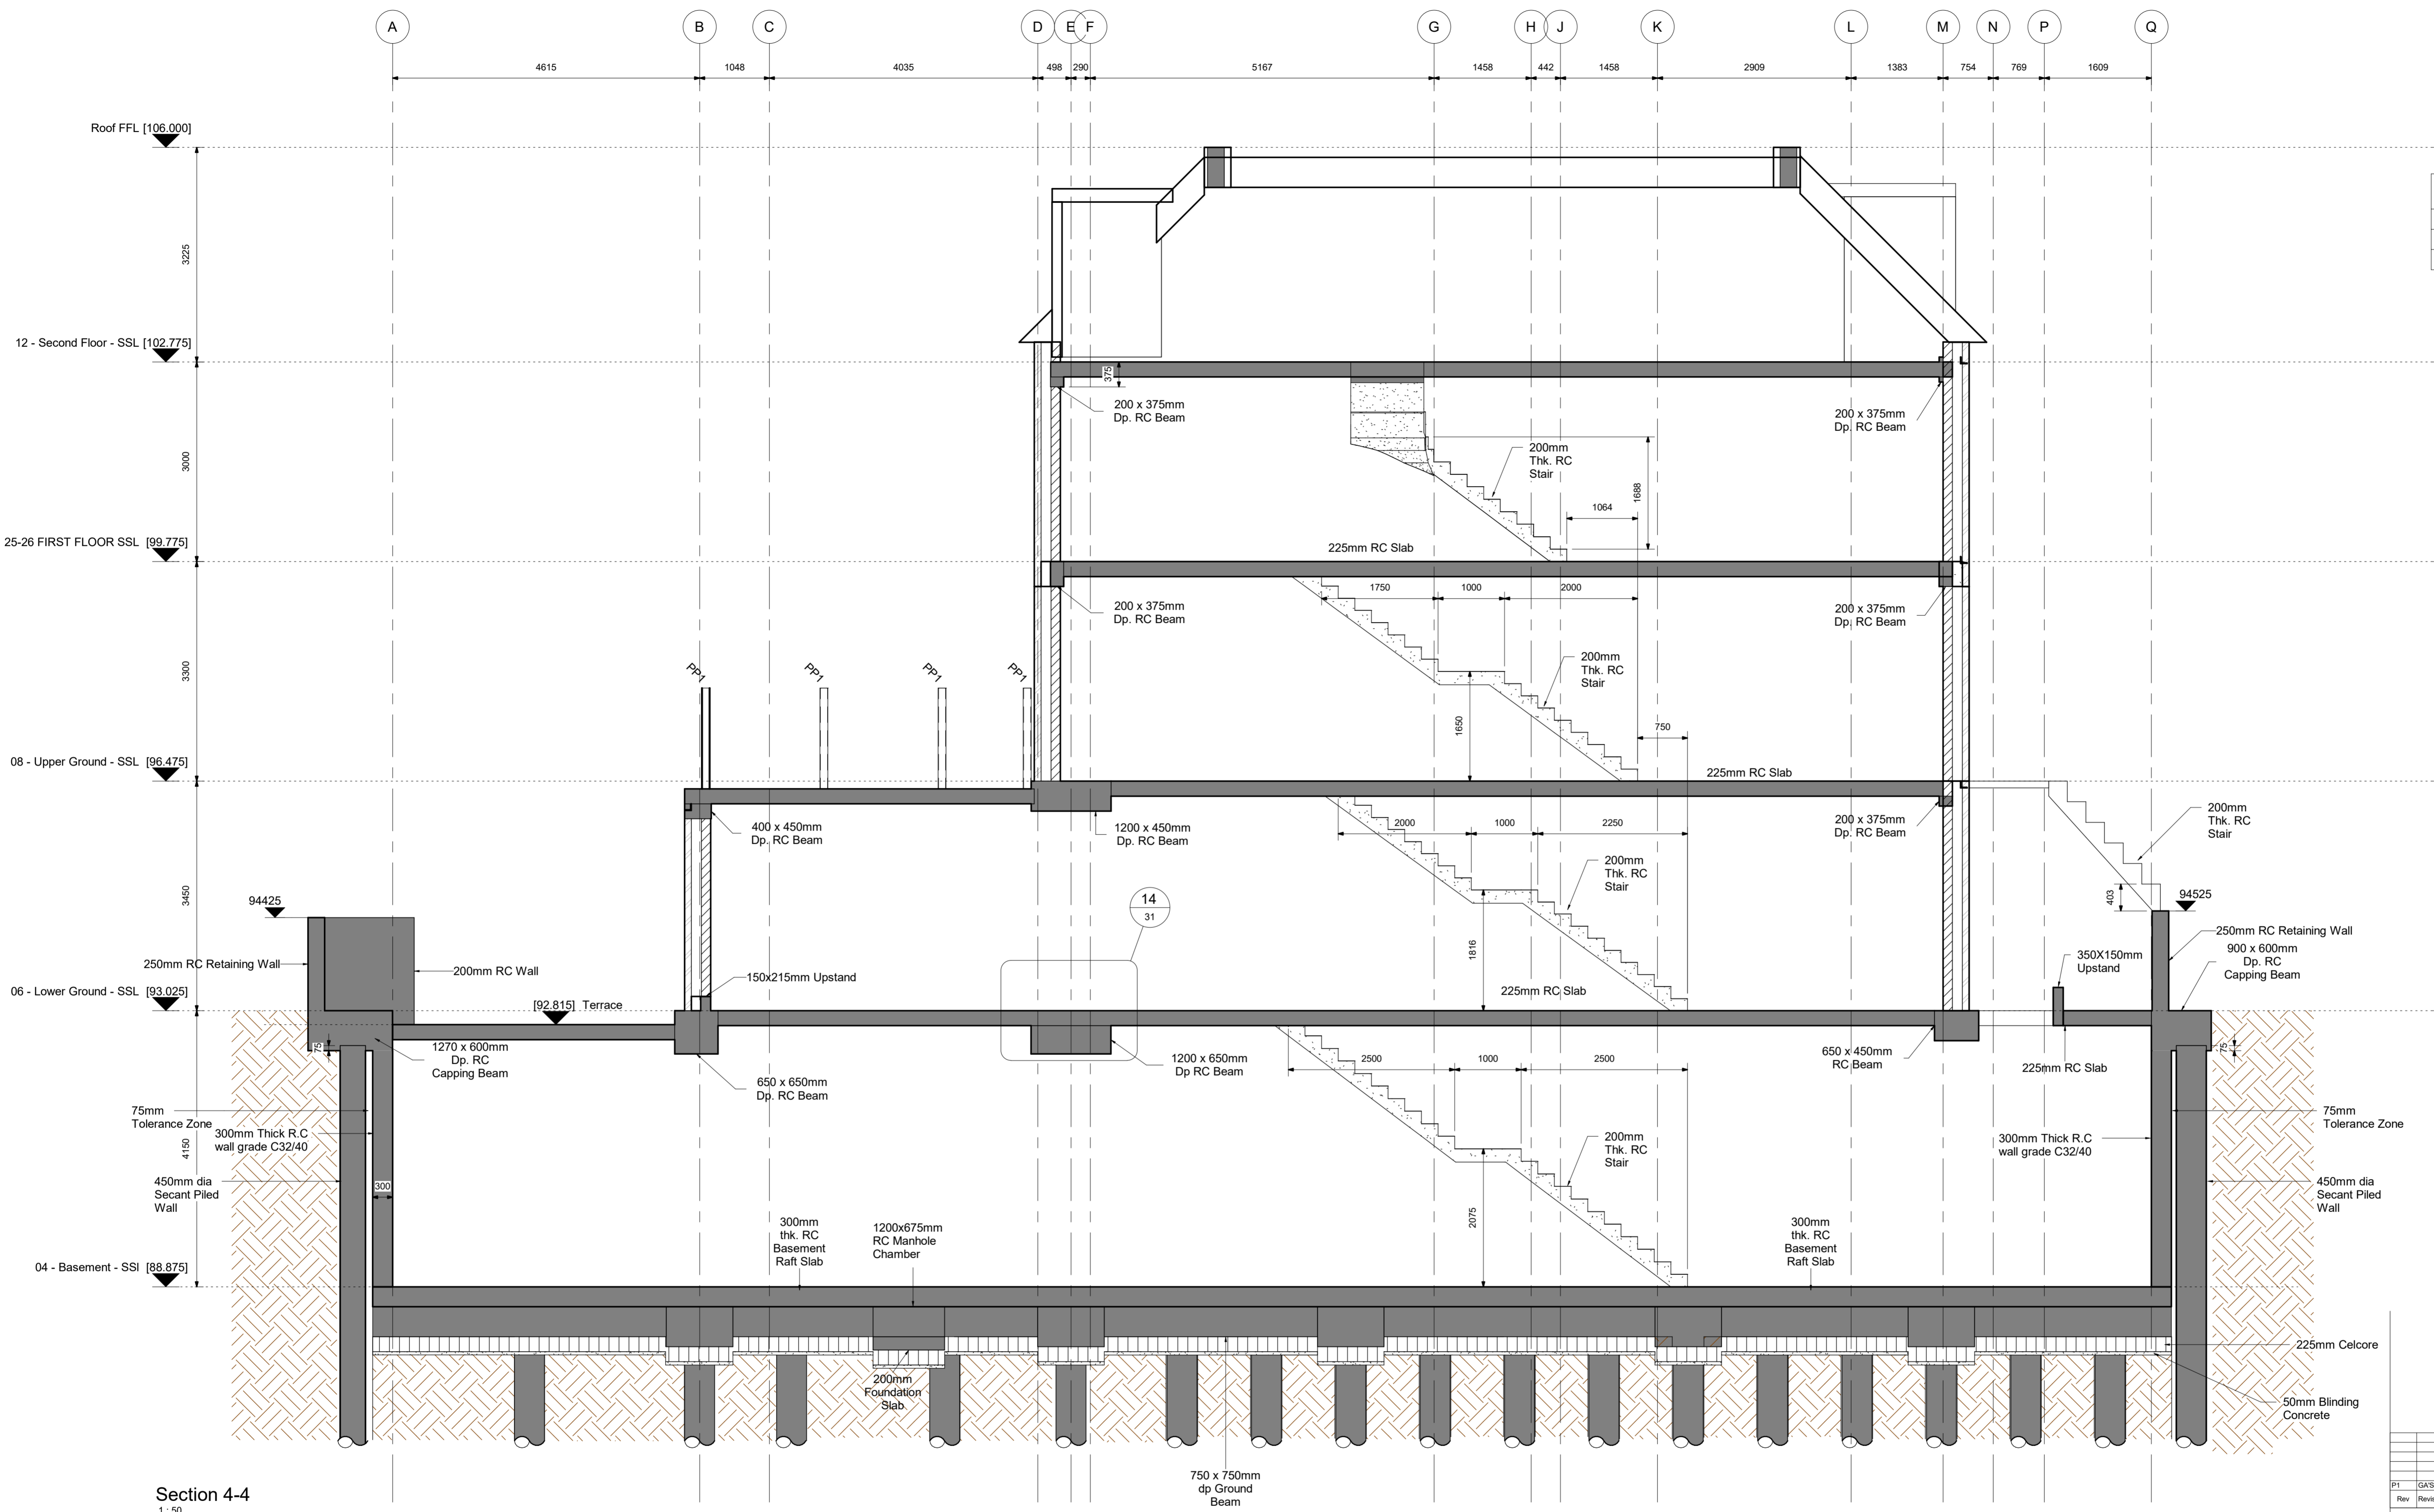 A
B
C
D
E
F
G
H
J
K
L
M
N
P
Q
4615
1048
4035
498
290
5167
1458
442
1458
2909
1383
754
769
1609
Roof FFL [106.000]
3225
12 - Second Floor - SSL [102.775]
375
200 x 375mm
Dp. RC Beam
200mm
Thk. RC
Stair
1688
1064
200 x 375mm
Dp. RC Beam
3000
25-26 FIRST FLOOR SSL [99.775]
225mm RC Slab
200 x 375mm
Dp. RC Beam
1750
1000
2000
200 x 375mm
Dp. RC Beam
3300
PP1
PP1
PP1
PP1
200mm
Thk. RC
Stair
1650
750
08 - Upper Ground - SSL [96.475]
225mm RC Slab
400 x 450mm
Dp. RC Beam
1200 x 450mm
Dp. RC Beam
2000
1000
2250
200 x 375mm
Dp. RC Beam
200mm
Thk. RC
Stair
200mm
Thk. RC
Stair
3450
94425
14
31
403
94525
1816
250mm RC Retaining Wall
200mm RC Wall
250mm RC Retaining Wall
900 x 600mm
Dp. RC
Capping Beam
350X150mm
Upstand
150x215mm Upstand
06 - Lower Ground - SSL [93.025]
[92.815] Terrace
225mm RC Slab
75
1270 x 600mm
Dp. RC
Capping Beam
650 x 650mm
Dp. RC Beam
1200 x 650mm
Dp RC Beam
2500
1000
2500
650 x 450mm
RC Beam
225mm RC Slab
75
75mm
Tolerance Zone
300mm Thick R.C
wall grade C32/40
4150
450mm dia
Secant Piled
Wall
300
200mm
Thk. RC
Stair
2075
75mm
Tolerance Zone
300mm Thick R.C
wall grade C32/40
450mm dia
Secant Piled
Wall
300mm
thk. RC
Basement
Raft Slab
1200x675mm
RC Manhole
Chamber
300mm
thk. RC
Basement
Raft Slab
04 - Basement - SSl [88.875]
225mm Celcore
200mm
Foundation
Slab
50mm Blinding
Concrete
750 x 750mm
dp Ground
Beam
Section 4-4
1 : 50
P1
Rev